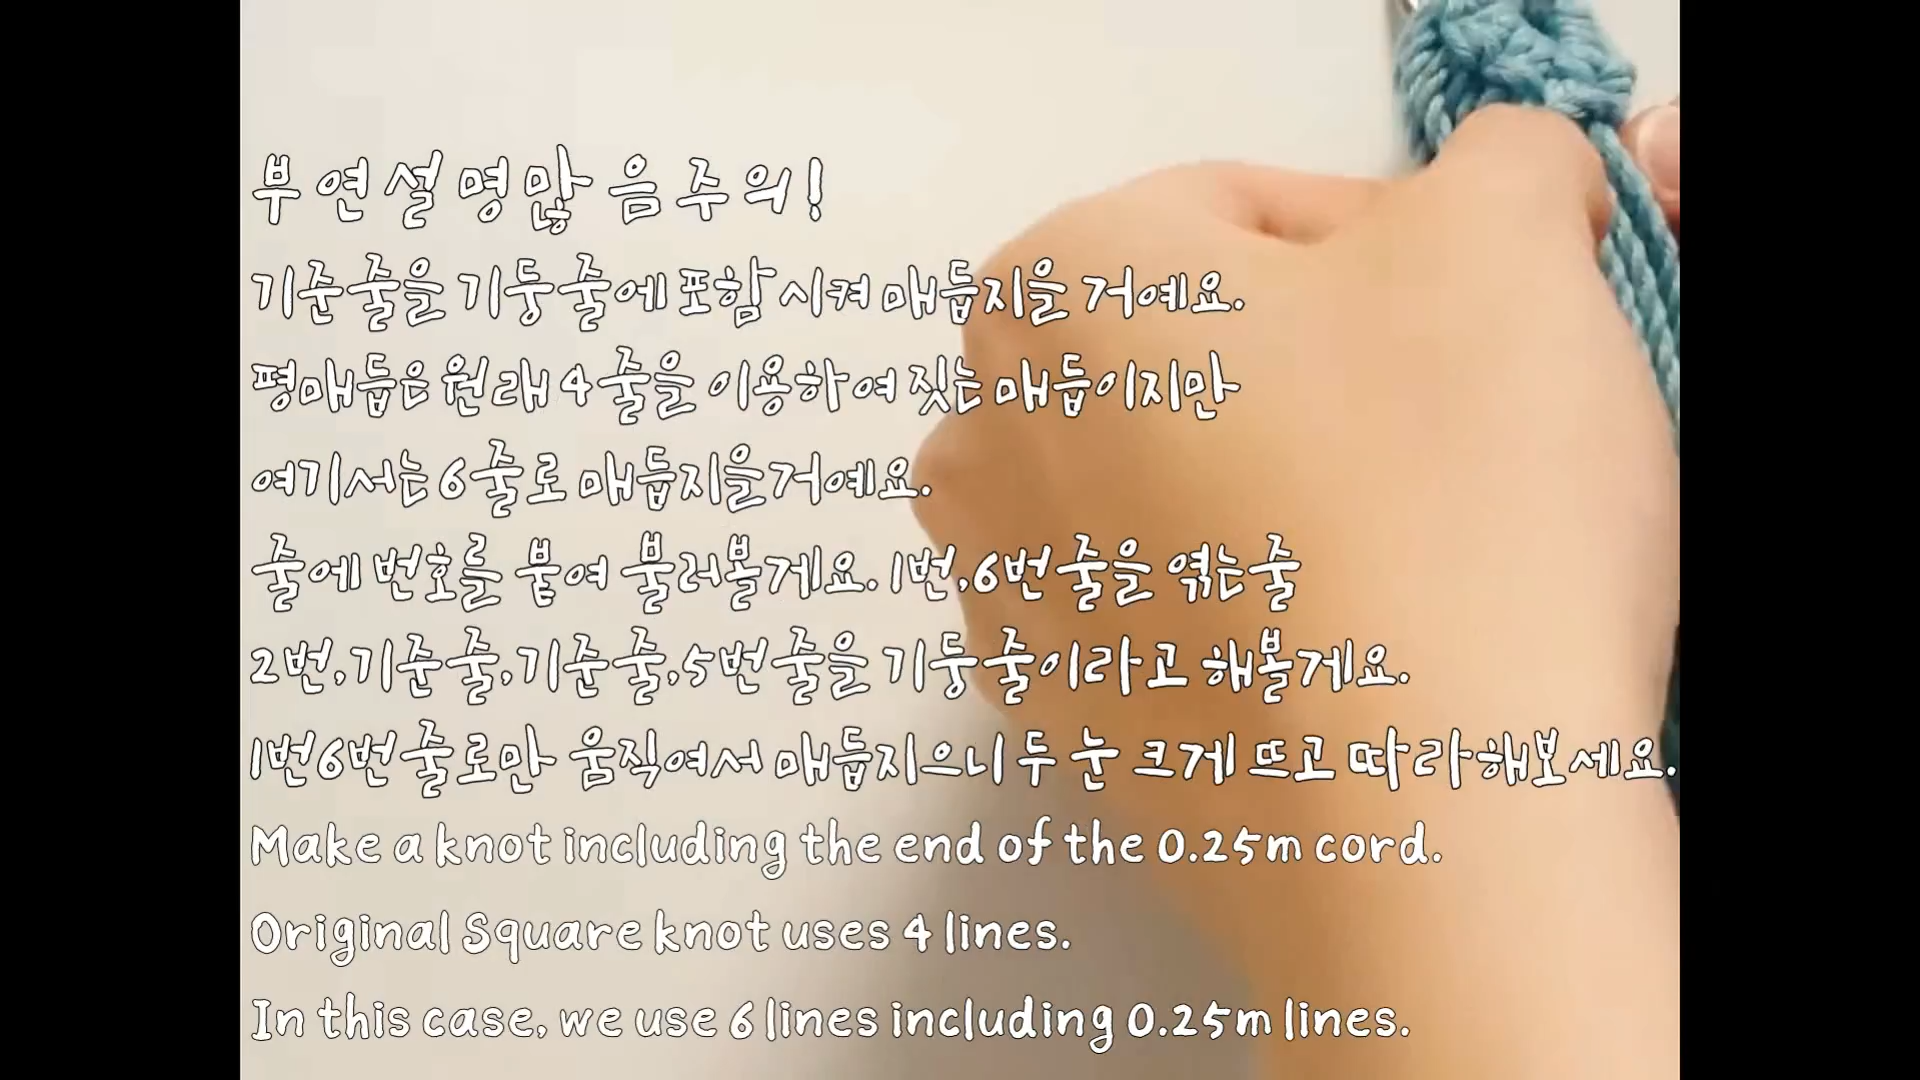 부연설명많음주의!
기준줄을 기둥줄에 포함시켜 매듭지을 거예요.
평매듭은 원래 4줄을 이용하여 짓는 매듭이지만
여기서는 6줄로 매듭지을거예요.
줄에 번호를 붙여 불러볼게요. 1번,6번 줄을 엮는줄
2번,기준줄,기준줄,5번줄을 기둥줄이라고 해볼게요.
1번6번줄로만 움직여서 매듭지으니 두 눈 크게 뜨고 따라해보세요.
Make a knot including the end of the 0.25m cord.
Original Square knot uses 4 lines.
In this case, we use 6 lines including 0.25m lines.